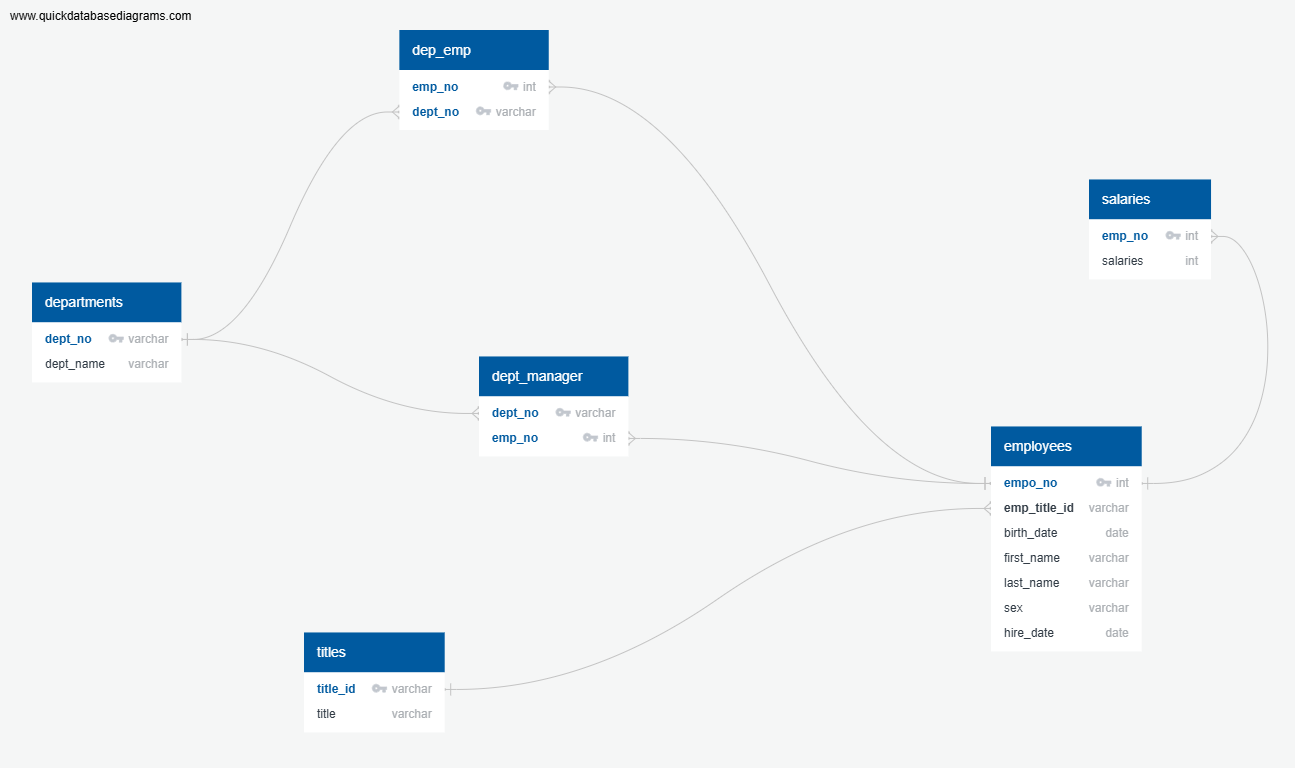 www.quickdatabasediagrams.com
dep_emp
emp_no int
dept_no varchar
salaries
emp_no int
salaries int
departments
dept_no varchar
dept_name varchar
dept_manager
dept_no varchar
emp_no int
employees
empo_no int
emp_title_id varchar
birth_date date
first_name varchar
last_name varchar
sex varchar
hire_date date
titles
title_id varchar
title varchar